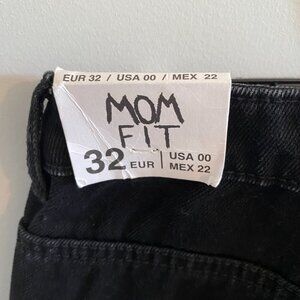 EUR 32 / USA 00 / MEX 22
MOM
FIT
32 EUR | USA 00
MEX 22